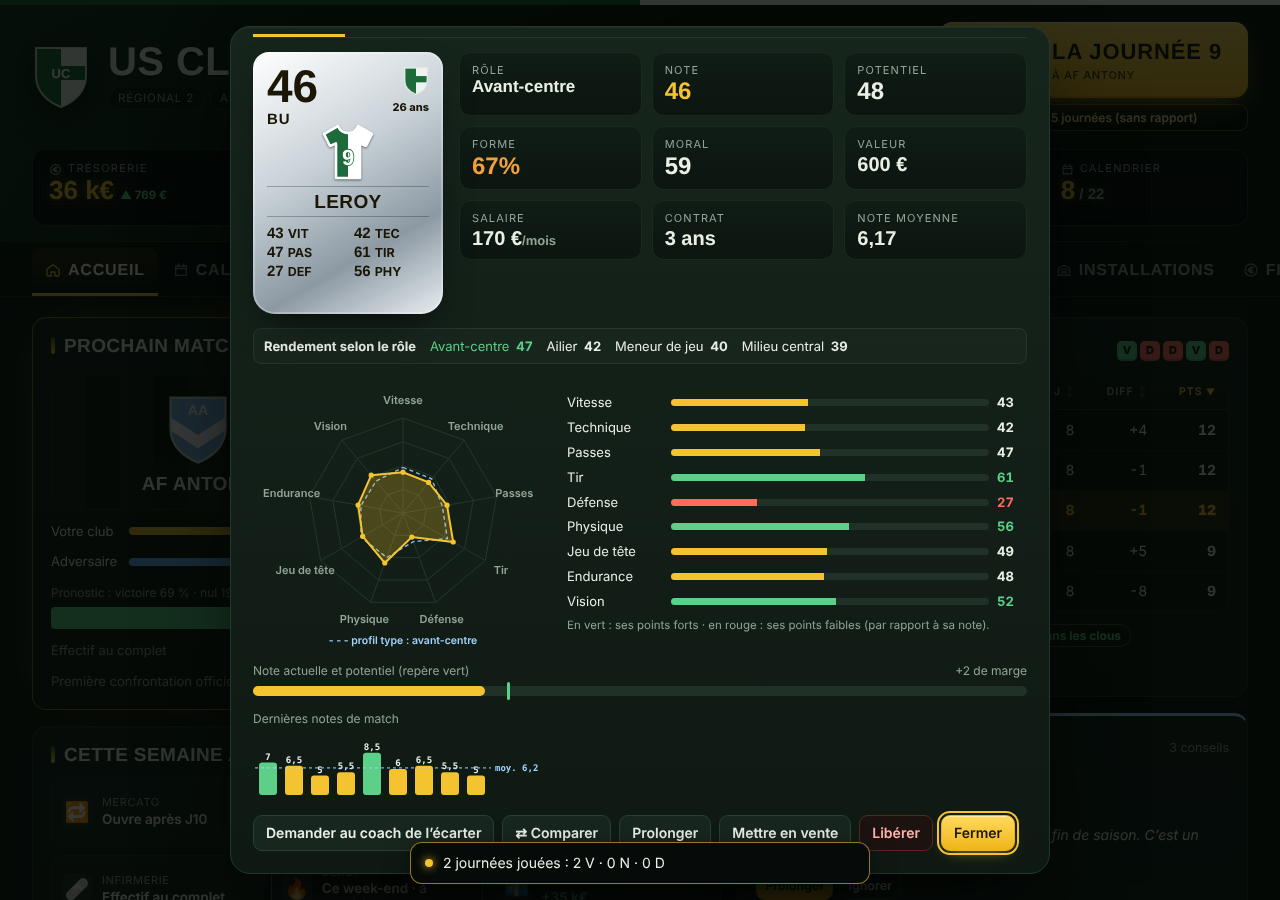 UC
US CL
RÉGIONAL 2
LA JOURNÉE 9
À AF ANTONY
5 journées (sans rapport)
TRÉSORERIE
36 k€ ▲ 769 €
CALENDRIER
8 / 22
ACCUEIL
CAL
INSTALLATIONS
FI
PROCHAIN MATC
AA
AF ANTO
Votre club
Adversaire
Pronostic : victoire 69 % · nul 1
Effectif au complet
Première confrontation offici
CETTE SEMAINE
MERCATO
Ouvre après J10
INFIRMERIE
Effectif au complet
46
BU
26 ans
9
LEROY
43 VIT 42 TEC
47 PAS 61 TIR
27 DEF 56 PHY
RÔLE
Avant-centre
NOTE
46
POTENTIEL
48
FORME
67%
MORAL
59
VALEUR
600 €
SALAIRE
170 €/mois
CONTRAT
3 ans
NOTE MOYENNE
6,17
Rendement selon le rôle Avant-centre 47 Ailier 42 Meneur de jeu 40 Milieu central 39
Vitesse
Technique
Passes
Tir
Défense
Physique
Jeu de tête
Endurance
Vision
- - - profil type : avant-centre
Vitesse 43
Technique 42
Passes 47
Tir 61
Défense 27
Physique 56
Jeu de tête 49
Endurance 48
Vision 52
En vert : ses points forts · en rouge : ses points faibles (par rapport à sa note).
Note actuelle et potentiel (repère vert) +2 de marge
Dernières notes de match
7 6,5 5 5,5 8,5 6 6,5 5,5 5 moy. 6,2
Demander au coach de l’écarter
⇄ Comparer
Prolonger
Mettre en vente
Libérer
Fermer
2 journées jouées : 2 V · 0 N · 0 D
V D D V D
J DIFF PTS ▼
8 +4 12
8 -1 12
8 -1 12
8 +5 9
8 -8 9
ns les clous
3 conseils
fin de saison. C'est un
Ce week-end · à
+35 k€
Prolonger
Ignorer